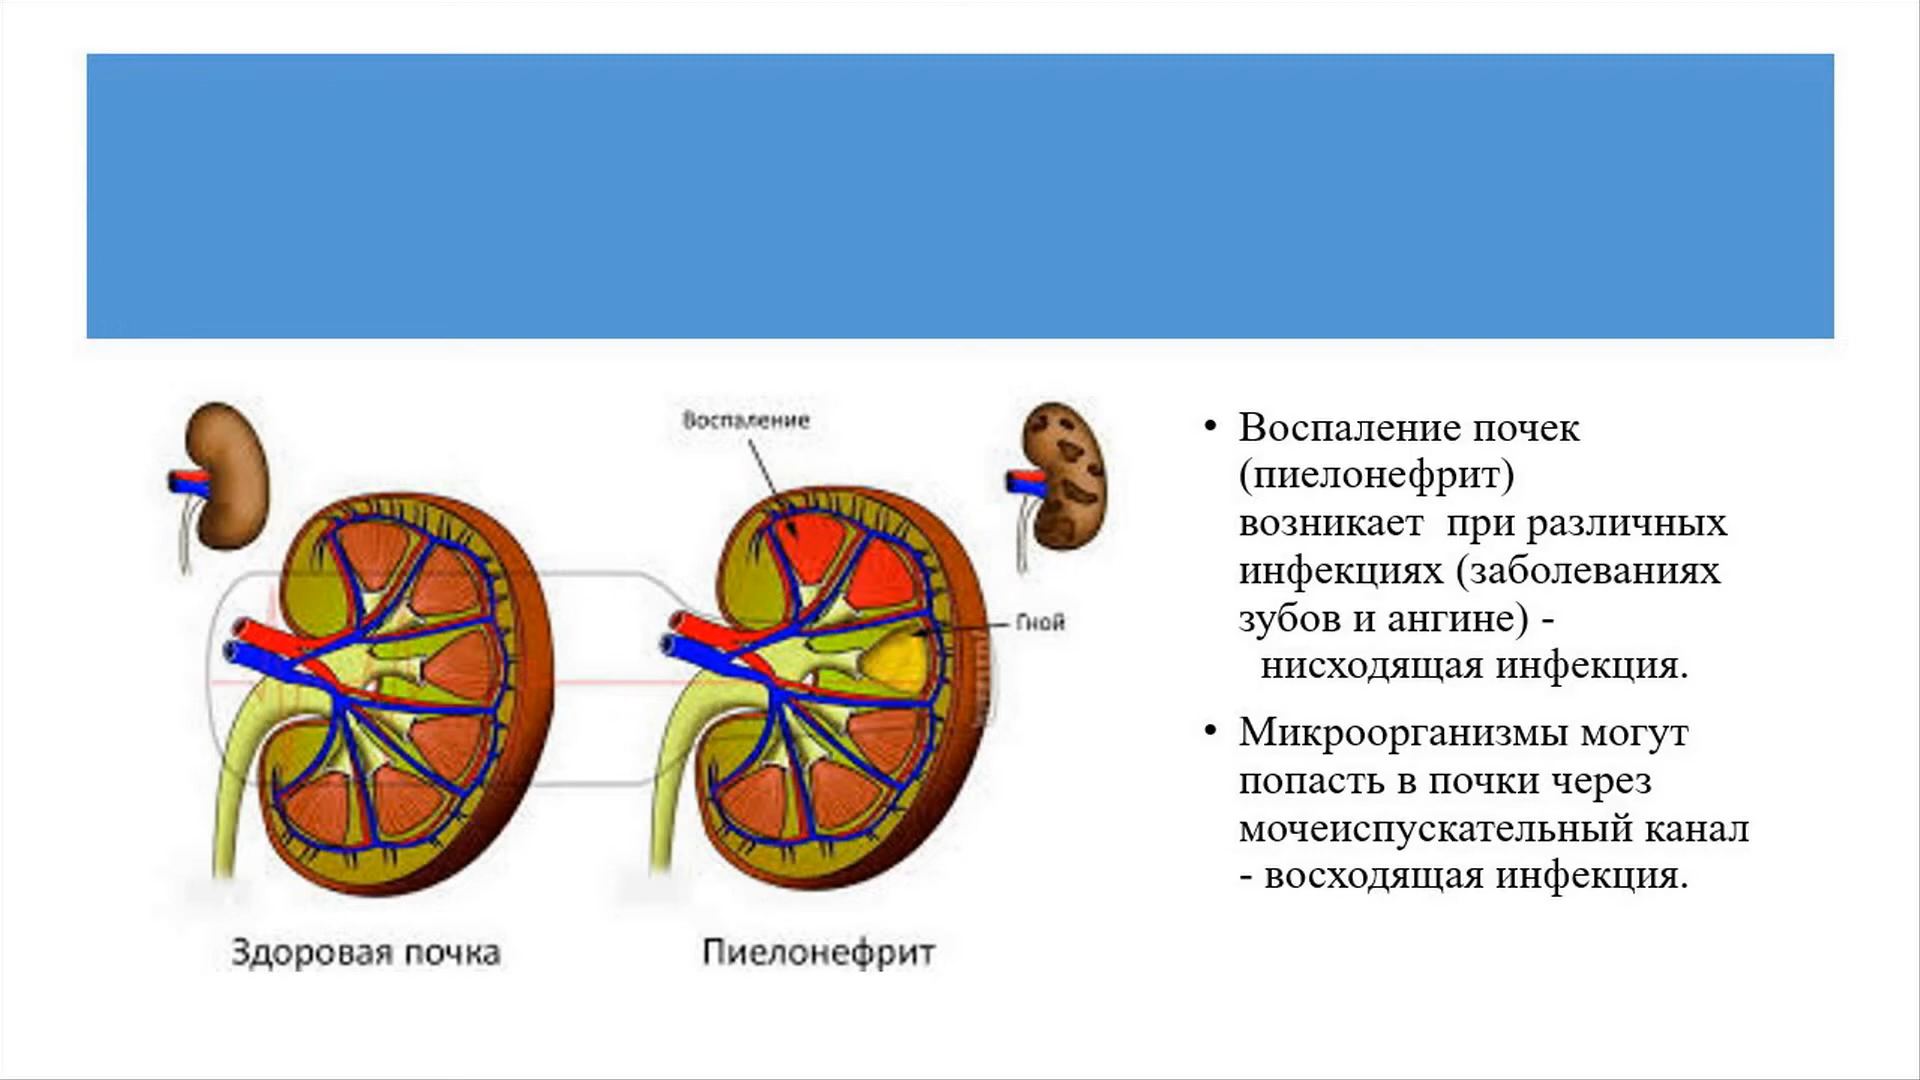 Воспаление
Гной
Здоровая почка
Пиелонефрит
• Воспаление почек
(пиелонефрит)
возникает при различных
инфекциях (заболеваниях
зубов и ангине) -
нисходящая инфекция.
• Микроорганизмы могут
попасть в почки через
мочеиспускательный канал
- восходящая инфекция.